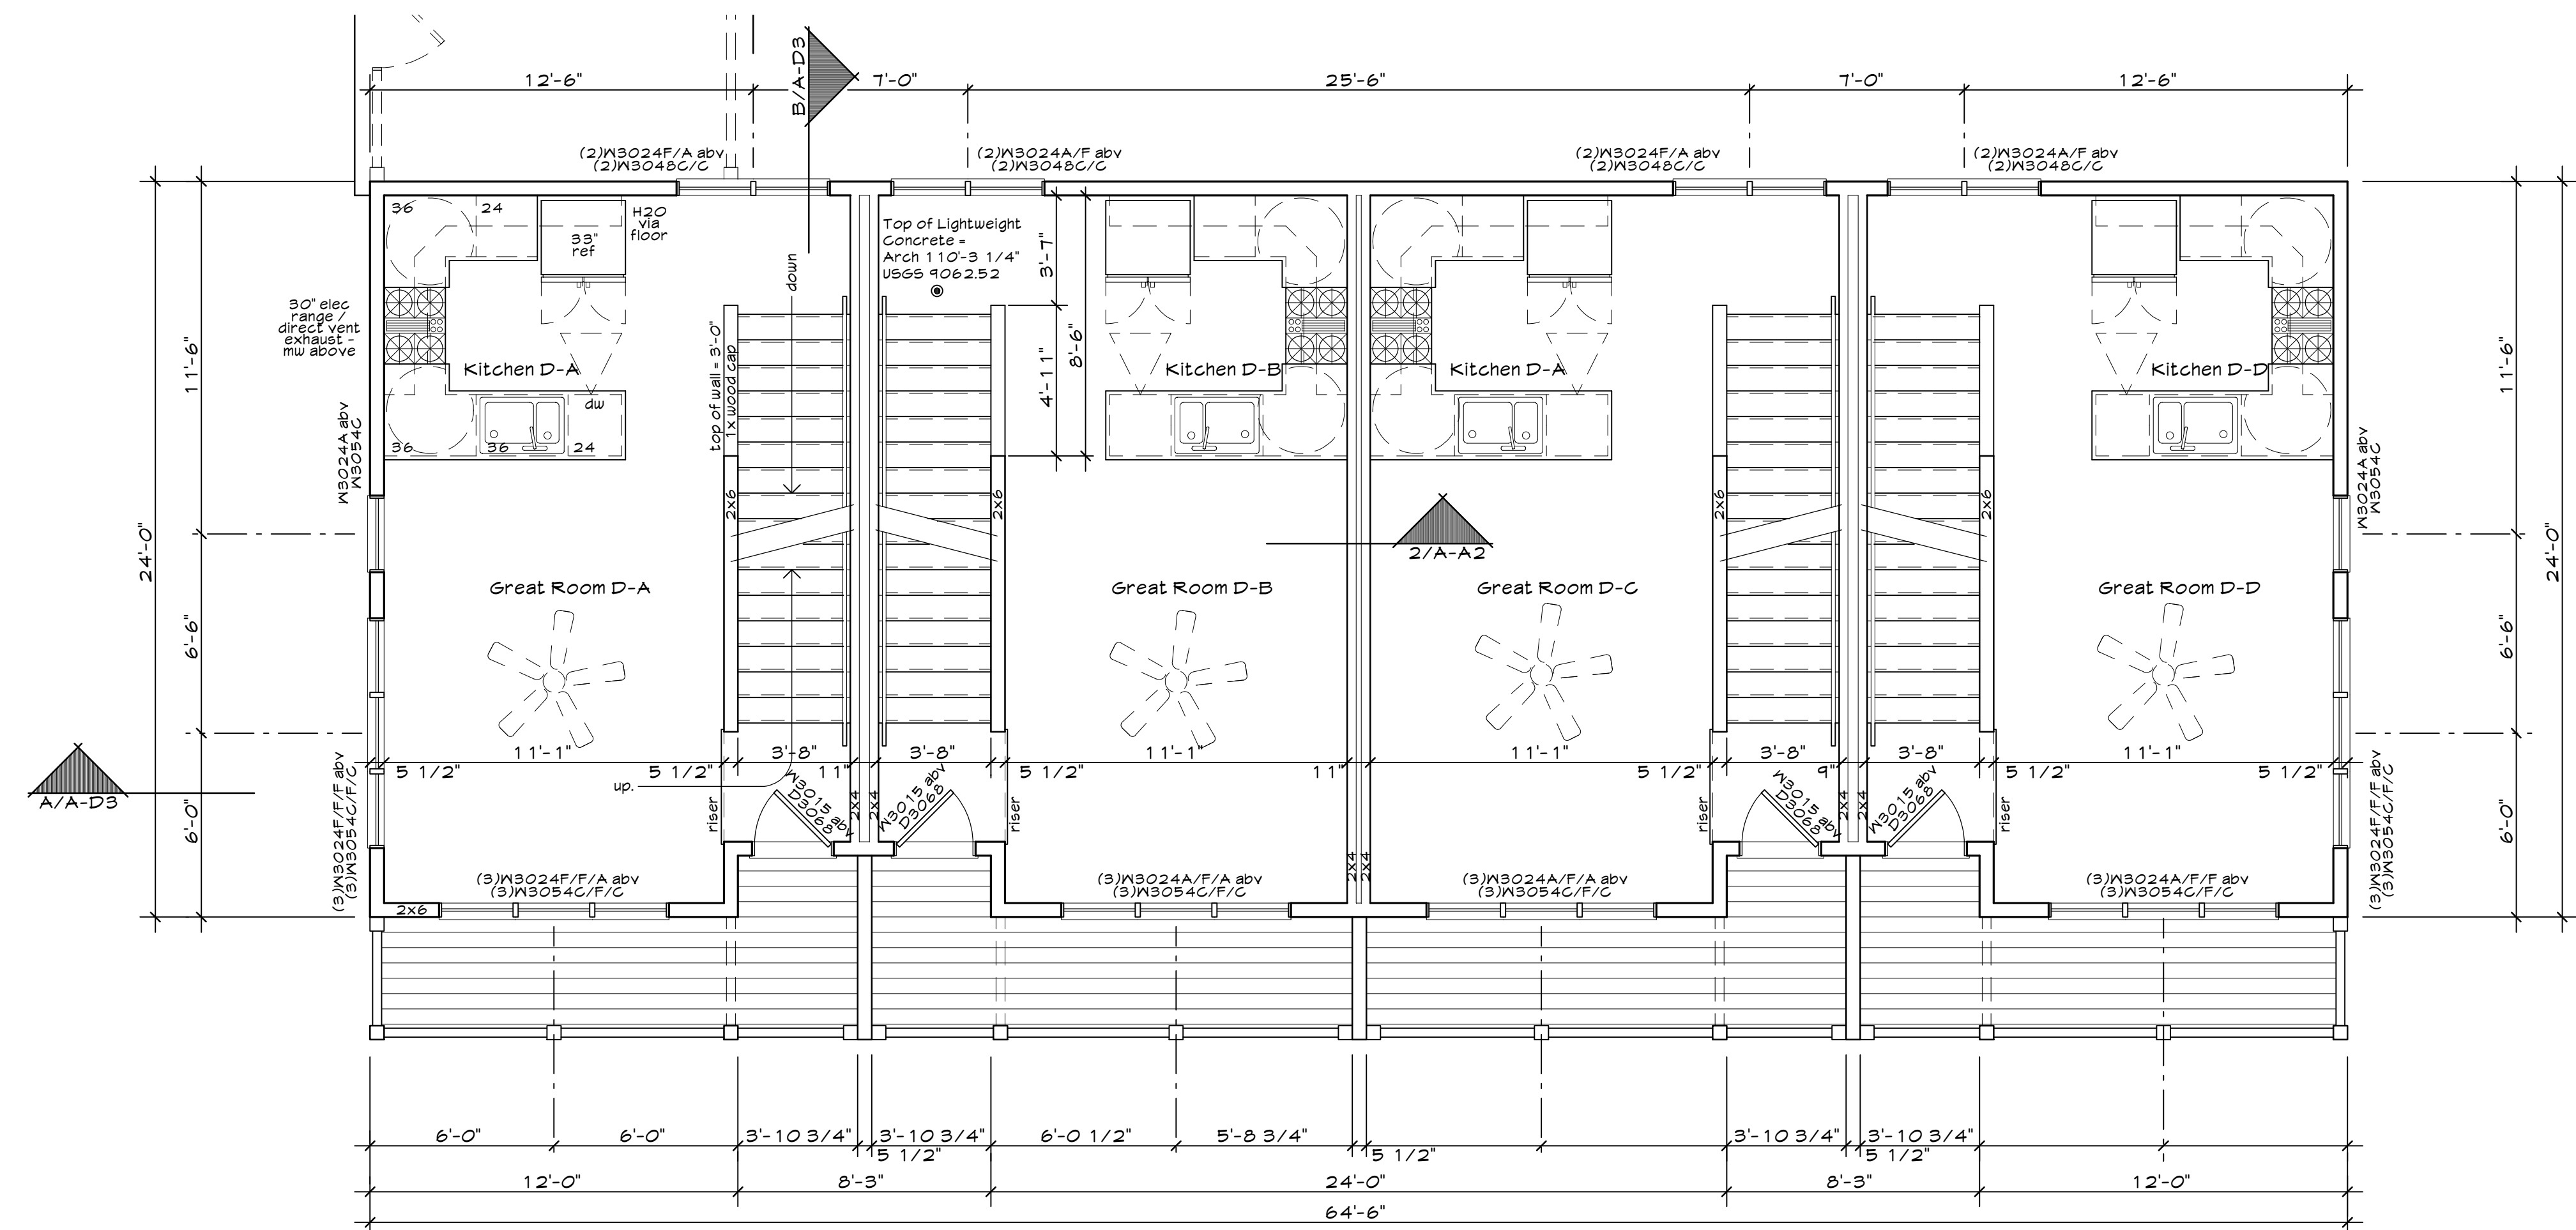 B/A-D3
12'-6"
7'-0"
25'-6"
7'-0"
12'-6"
(2)W3024F/A abv
(2)W3048C/C
(2)W3024A/F abv
(2)W3048C/C
(2)W3024F/A abv
(2)W3048C/C
(2)W3024A/F abv
(2)W3048C/C
36
24
33"
ref
H2O
via
floor
Top of Lightweight
Concrete =
Arch 110'-3 1/4"
USGS 9062.52
3'-7"
4'-11"
8'-6"
down
top of wall = 3'-0"
1x wood cap
30" elec
range /
direct vent
exhaust -
mw above
Kitchen D-A
Kitchen D-B
Kitchen D-A
Kitchen D-D
dw
36
36
24
W3024A abv
W3054C
W3024A abv
W3054C
11'-6"
24'-0"
6'-6"
6'-0"
11'-6"
24'-0"
6'-6"
6'-0"
2x6
2x6
2x6
2x6
2/A-A2
Great Room D-A
Great Room D-B
Great Room D-C
Great Room D-D
A/A-D3
11'-1"
3'-8"
3'-8"
11'-1"
11'-1"
3'-8"
3'-8"
11'-1"
5 1/2"
5 1/2"
11"
5 1/2"
11"
5 1/2"
9"
5 1/2"
5 1/2"
up.
riser
W3015 abv
D3068
2x4
2x4
W3015 abv
D3068
riser
riser
W3015 abv
D3068
2x4
2x4
W3015 abv
D3068
riser
2x4
2x4
(3)W3024F/F/F abv
(3)W3054C/F/C
(3)W3024F/F/F abv
(3)W3054C/F/C
(3)W3024F/F/A abv
(3)W3054C/F/C
(3)W3024A/F/A abv
(3)W3054C/F/C
(3)W3024A/F/A abv
(3)W3054C/F/C
(3)W3024A/F/F abv
(3)W3054C/F/C
2x6
6'-0"
6'-0"
3'-10 3/4"
3'-10 3/4"
6'-0 1/2"
5'-8 3/4"
3'-10 3/4"
3'-10 3/4"
5 1/2"
5 1/2"
5 1/2"
12'-0"
8'-3"
24'-0"
8'-3"
12'-0"
64'-6"